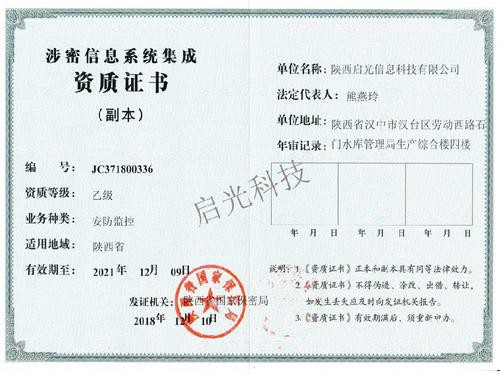 涉密信息系统集成
资质证书
（副本）
编 号： JC371800336
资质等级： 乙级
业务种类： 安防监控
适用地域： 陕西省
有效期至： 2021年 12月 09日
发证机关： 陕西省国家保密局
2018年 12月 10日
单位名称： 陕西启光信息科技有限公司
法定代表人： 熊燕玲
单位地址： 陕西省汉中市汉台区劳动西路石
门水库管理局生产综合楼四楼
年审记录：
年 月 日 年 月 日 年 月 日
说明：1.《资质证书》正本和副本具有同等法律效力。
2.《资质证书》不得伪造、涂改、出借、转让，
如发生丢失应及时向发证机关报告。
3.《资质证书》有效期满后，须重新申办。
启光科技
陕西省国家保密局